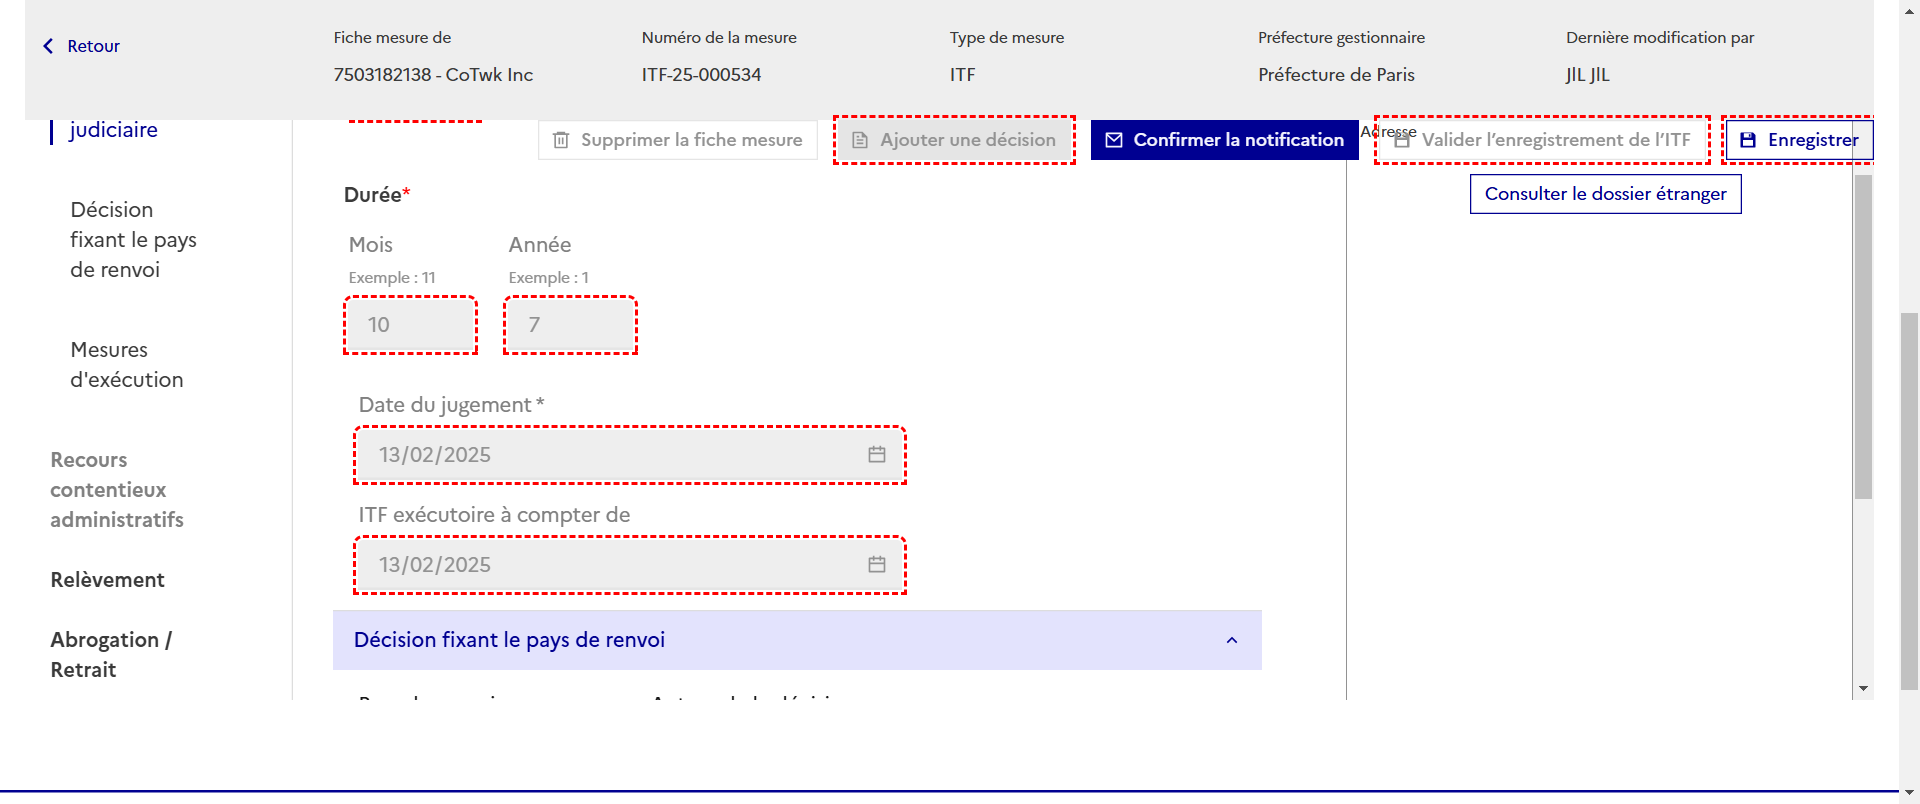 Retour
Fiche mesure de
7503182138 - CoTwk Inc
Numéro de la mesure
ITF-25-000534
Type de mesure
ITF
Préfecture gestionnaire
Préfecture de Paris
Dernière modification par
JIL JIL
judiciaire
Décision
fixant le pays
de renvoi
Mesures
d'exécution
Recours
contentieux
administratifs
Relèvement
Abrogation /
Retrait
Supprimer la fiche mesure
Ajouter une décision
Confirmer la notification
Adresse
Valider l’enregistrement de l’ITF
Enregistrer
Consulter le dossier étranger
Durée*
Mois
Exemple : 11
10
Année
Exemple : 1
7
Date du jugement *
13/02/2025
ITF exécutoire à compter de
13/02/2025
Décision fixant le pays de renvoi